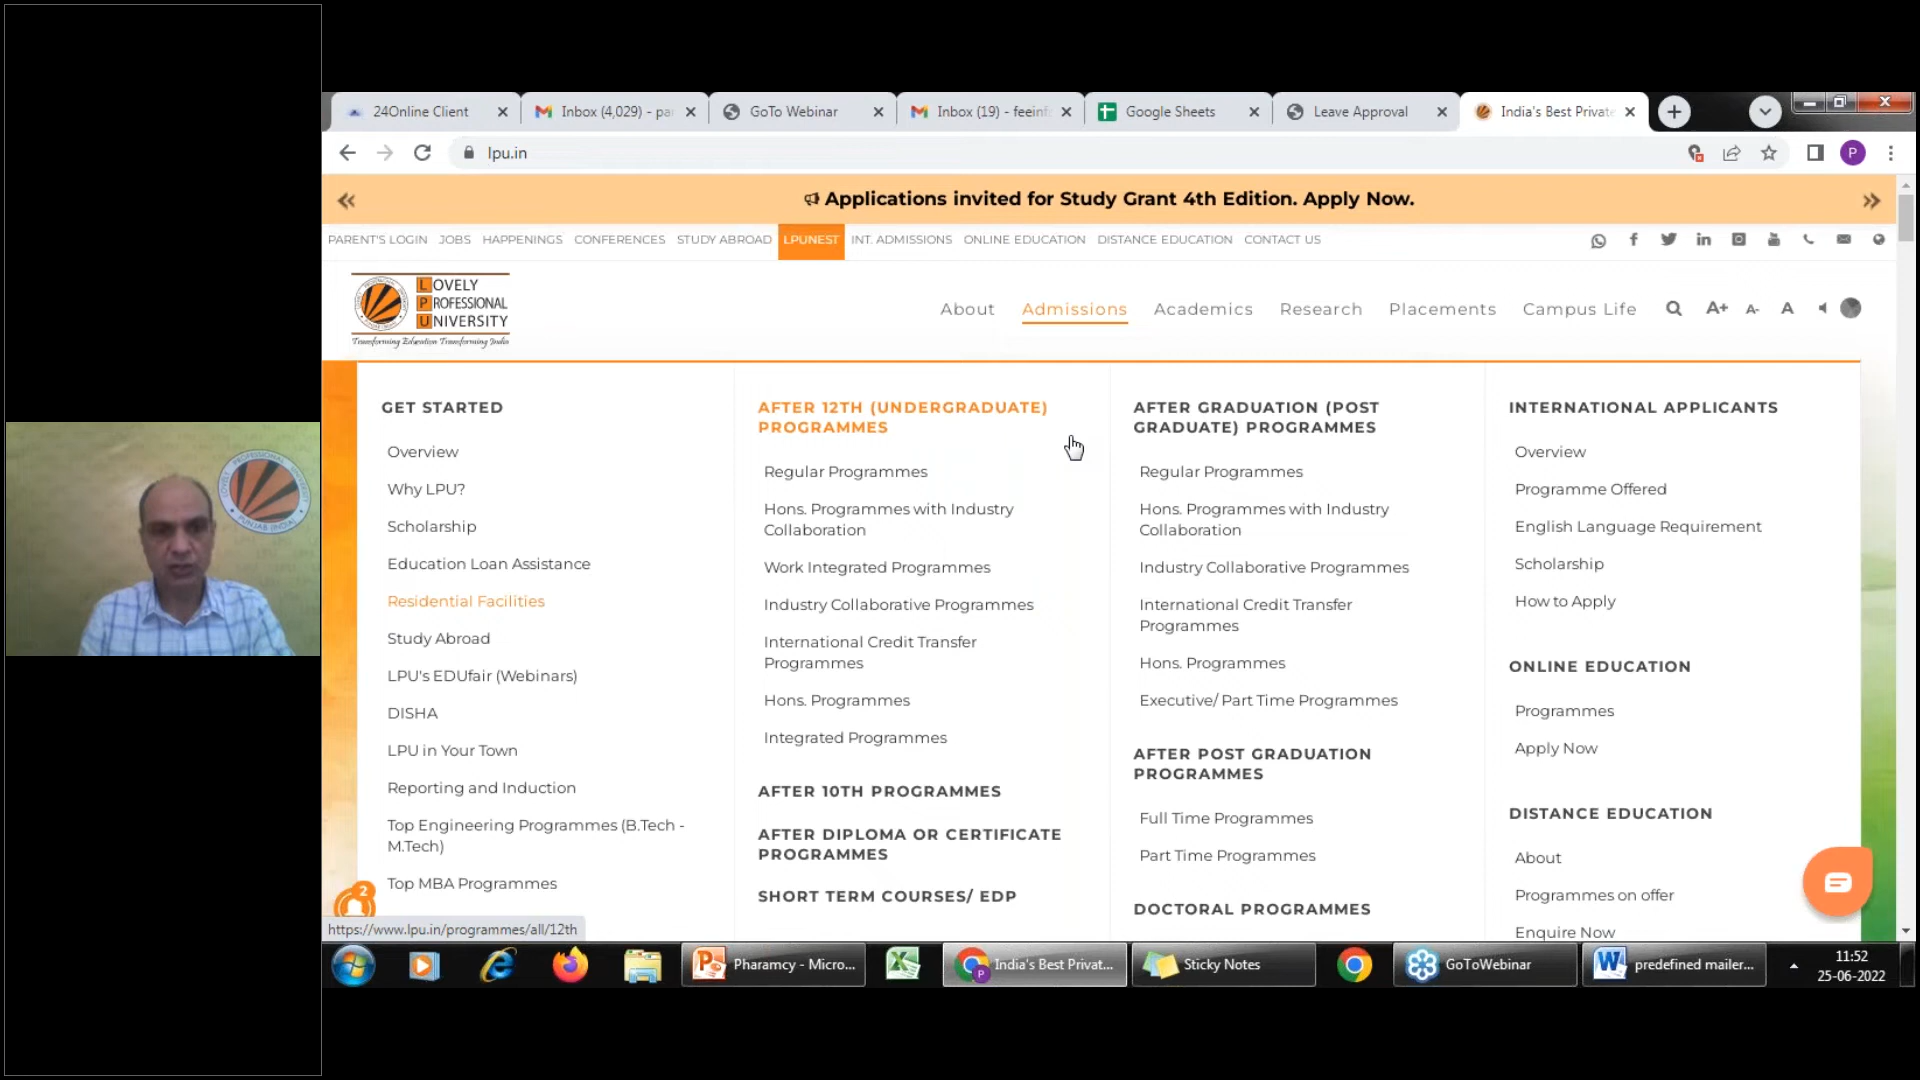 24Online Client
Inbox (4,029) - pa
GoTo Webinar
Inbox (19) - feeinf
Google Sheets
Leave Approval
India's Best Private
lpu.in
P
Applications invited for Study Grant 4th Edition. Apply Now.
PARENT'S LOGIN JOBS HAPPENINGS CONFERENCES STUDY ABROAD LPUNEST INT. ADMISSIONS ONLINE EDUCATION DISTANCE EDUCATION CONTACT US
LOVELY
PROFESSIONAL
UNIVERSITY
Transforming Education Transforming India
About Admissions Academics Research Placements Campus Life A+ A- A
GET STARTED
Overview
Why LPU?
Scholarship
Education Loan Assistance
Residential Facilities
Study Abroad
LPU's EDUfair (Webinars)
DISHA
LPU in Your Town
Reporting and Induction
Top Engineering Programmes (B.Tech -
M.Tech)
Top MBA Programmes
AFTER 12TH (UNDERGRADUATE)
PROGRAMMES
Regular Programmes
Hons. Programmes with Industry
Collaboration
Work Integrated Programmes
Industry Collaborative Programmes
International Credit Transfer
Programmes
Hons. Programmes
Integrated Programmes
AFTER 10TH PROGRAMMES
AFTER DIPLOMA OR CERTIFICATE
PROGRAMMES
SHORT TERM COURSES/ EDP
AFTER GRADUATION (POST
GRADUATE) PROGRAMMES
Regular Programmes
Hons. Programmes with Industry
Collaboration
Industry Collaborative Programmes
International Credit Transfer
Programmes
Hons. Programmes
Executive/ Part Time Programmes
AFTER POST GRADUATION
PROGRAMMES
Full Time Programmes
Part Time Programmes
DOCTORAL PROGRAMMES
INTERNATIONAL APPLICANTS
Overview
Programme Offered
English Language Requirement
Scholarship
How to Apply
ONLINE EDUCATION
Programmes
Apply Now
DISTANCE EDUCATION
About
Programmes on offer
Enquire Now
2
https://www.lpu.in/programmes/all/12th
Pharamcy - Micro...
India's Best Privat...
Sticky Notes
GoToWebinar
predefined mailer...
11:52
25-06-2022